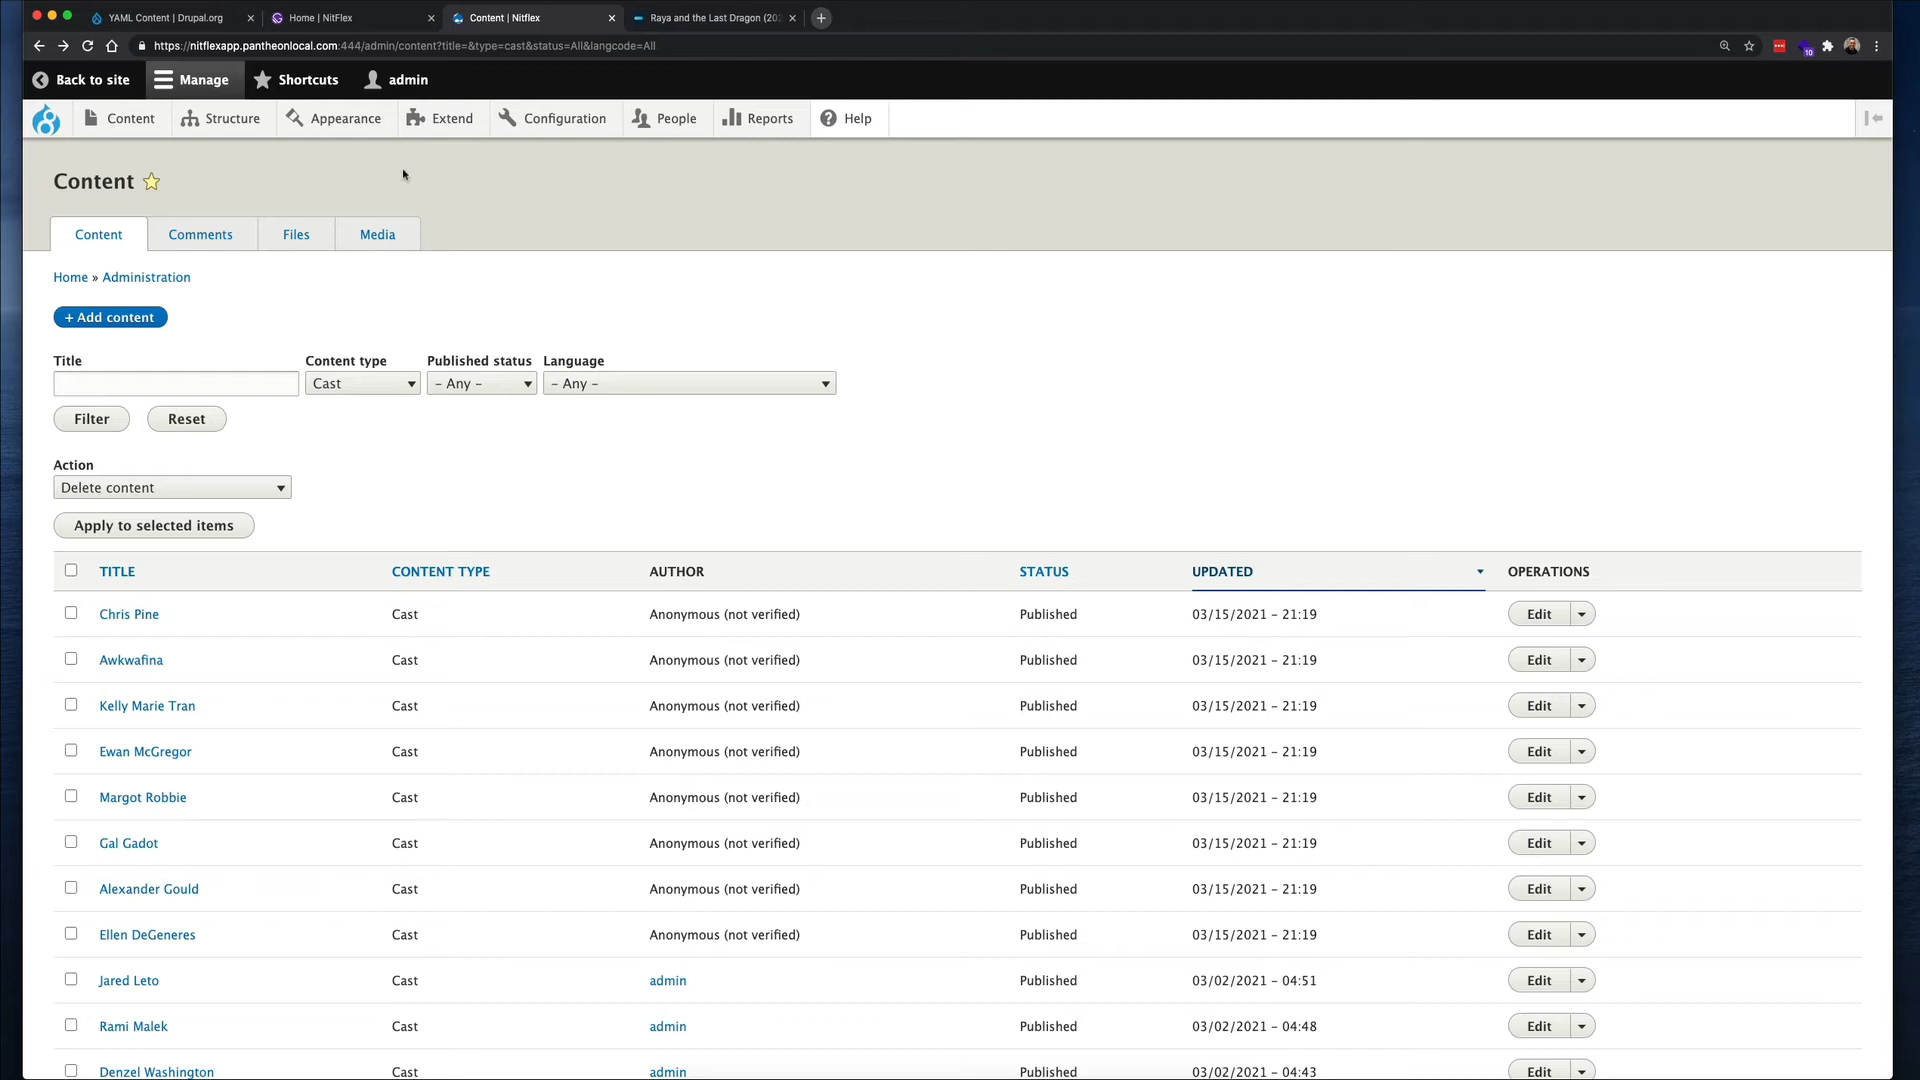 YAML Content | Drupal.org
Home | NitFlex
Content | Nitflex
Raya and the Last Dragon (202
https://nitflexapp.pantheonlocal.com:444/admin/content?title=&type=cast&status=All&langcode=All
10
Back to site Manage Shortcuts admin
Content Structure Appearance Extend Configuration People Reports Help
Content
Content Comments Files Media
Home » Administration
+ Add content
Title Content type Published status Language
Cast – Any – – Any –
Filter Reset
Action
Delete content
Apply to selected items
TITLE CONTENT TYPE AUTHOR STATUS UPDATED OPERATIONS
Chris Pine Cast Anonymous (not verified) Published 03/15/2021 – 21:19 Edit
Awkwafina Cast Anonymous (not verified) Published 03/15/2021 – 21:19 Edit
Kelly Marie Tran Cast Anonymous (not verified) Published 03/15/2021 – 21:19 Edit
Ewan McGregor Cast Anonymous (not verified) Published 03/15/2021 – 21:19 Edit
Margot Robbie Cast Anonymous (not verified) Published 03/15/2021 – 21:19 Edit
Gal Gadot Cast Anonymous (not verified) Published 03/15/2021 – 21:19 Edit
Alexander Gould Cast Anonymous (not verified) Published 03/15/2021 – 21:19 Edit
Ellen DeGeneres Cast Anonymous (not verified) Published 03/15/2021 – 21:19 Edit
Jared Leto Cast admin Published 03/02/2021 – 04:51 Edit
Rami Malek Cast admin Published 03/02/2021 – 04:48 Edit
Denzel Washington Cast admin Published 03/02/2021 – 04:43 Edit